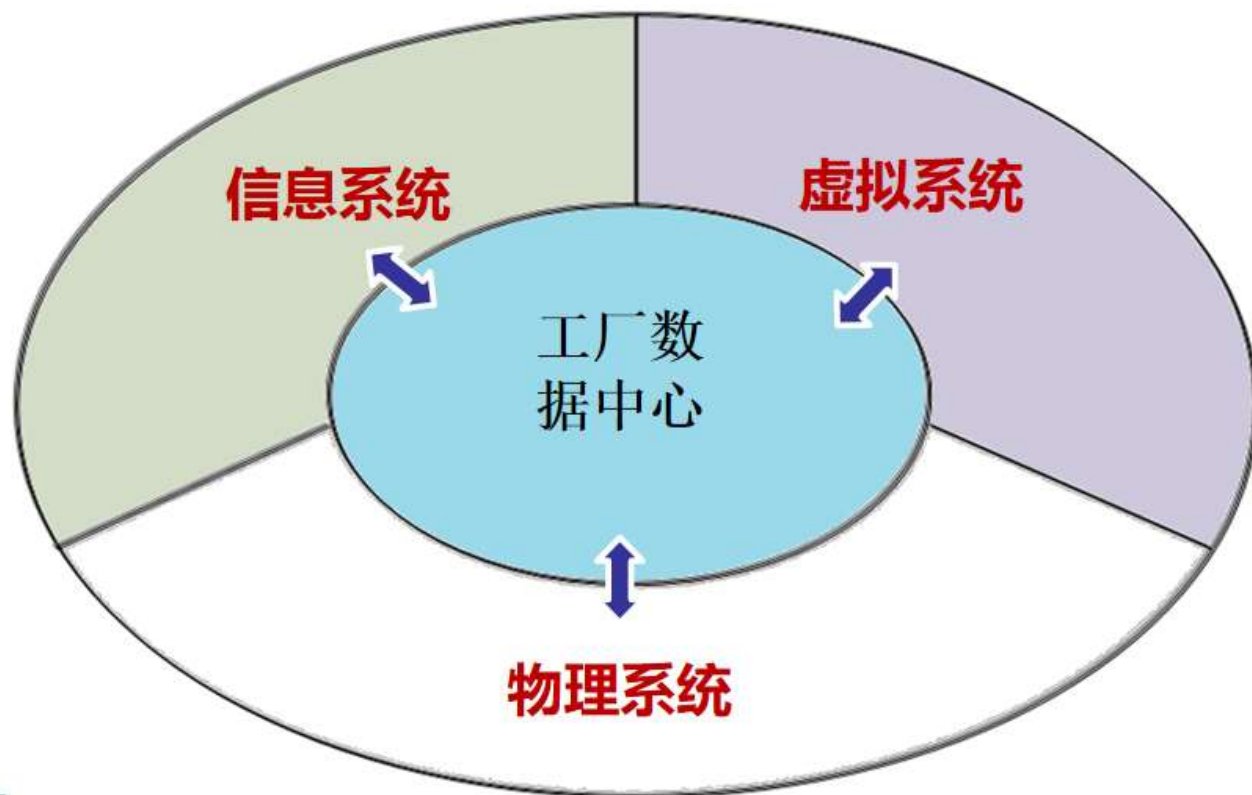 信息系统
虚拟系统
工厂数
据中心
物理系统